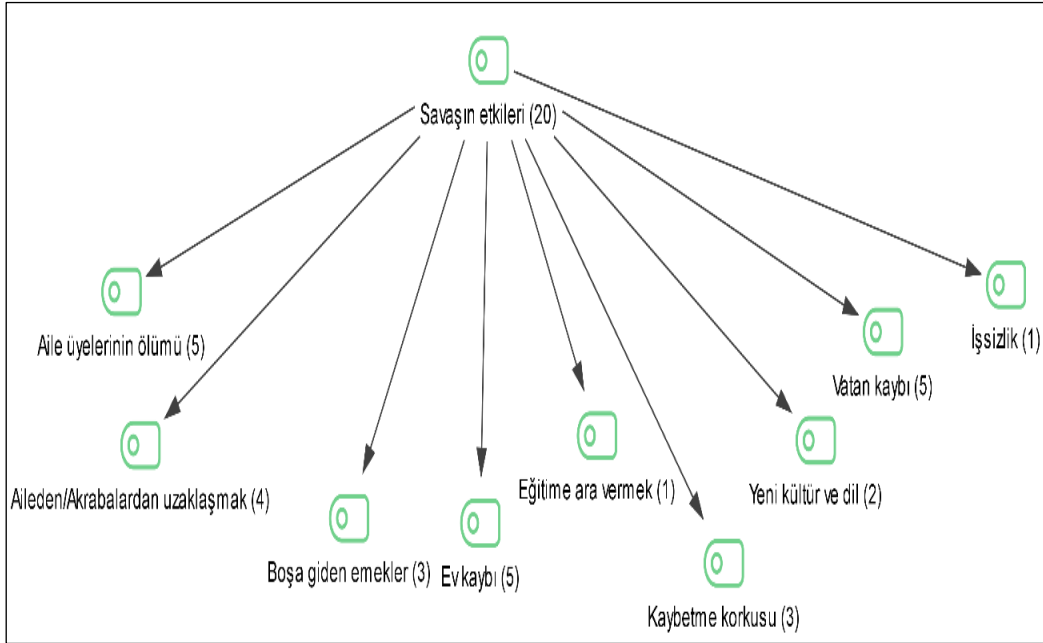 Savaşın etkileri (20)
Aile üyelerinin ölümü (5)
İşsizlik (1)
Vatan kaybı (5)
Aileden/Akrabalardan uzaklaşmak (4)
Eğitime ara vermek (1)
Yeni kültür ve dil (2)
Boşa giden emekler (3)
Ev kaybı (5)
Kaybetme korkusu (3)